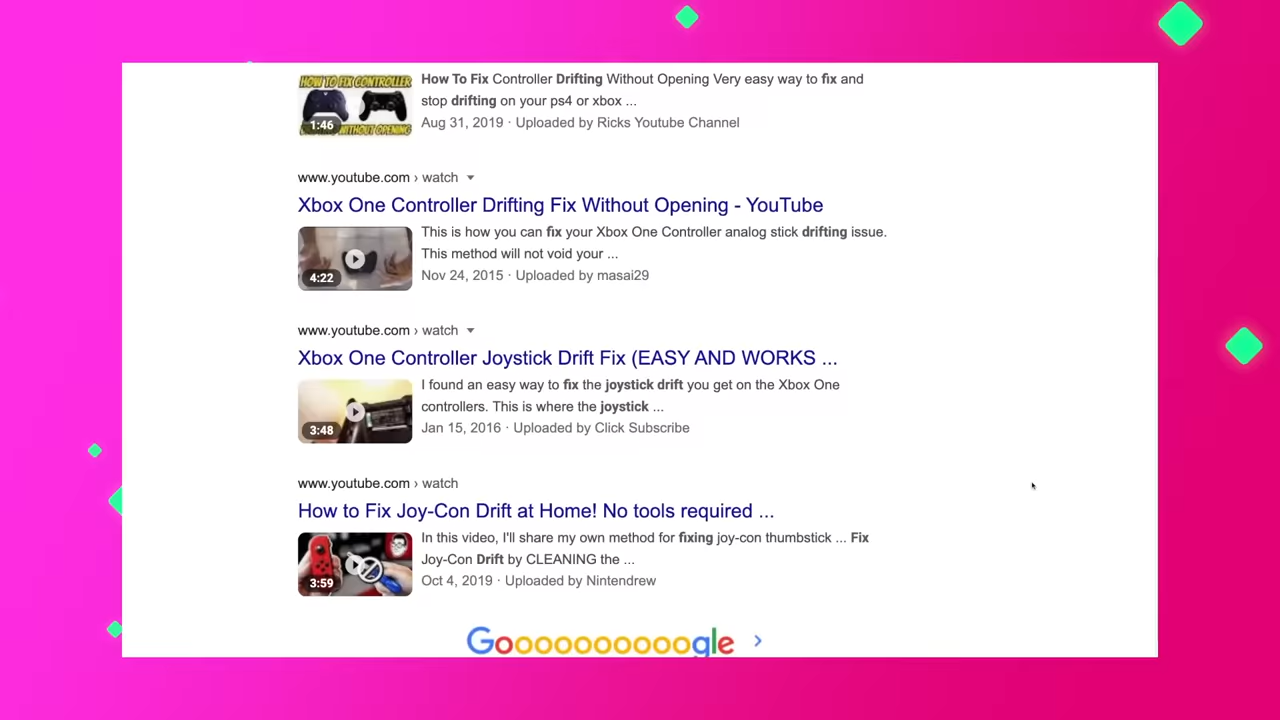 HOW TO FIX CONTROLLER
1:46
WITHOUT OPENING
How To Fix Controller Drifting Without Opening Very easy way to fix and
stop drifting on your ps4 or xbox ...
Aug 31, 2019 · Uploaded by Ricks Youtube Channel
www.youtube.com › watch
Xbox One Controller Drifting Fix Without Opening - YouTube
4:22
This is how you can fix your Xbox One Controller analog stick drifting issue.
This method will not void your ...
Nov 24, 2015 · Uploaded by masai29
www.youtube.com › watch
Xbox One Controller Joystick Drift Fix (EASY AND WORKS ...
3:48
I found an easy way to fix the joystick drift you get on the Xbox One
controllers. This is where the joystick ...
Jan 15, 2016 · Uploaded by Click Subscribe
www.youtube.com › watch
How to Fix Joy-Con Drift at Home! No tools required ...
3:59
In this video, I'll share my own method for fixing joy-con thumbstick ... Fix
Joy-Con Drift by CLEANING the ...
Oct 4, 2019 · Uploaded by Nintendrew
Goooooooooogle ›